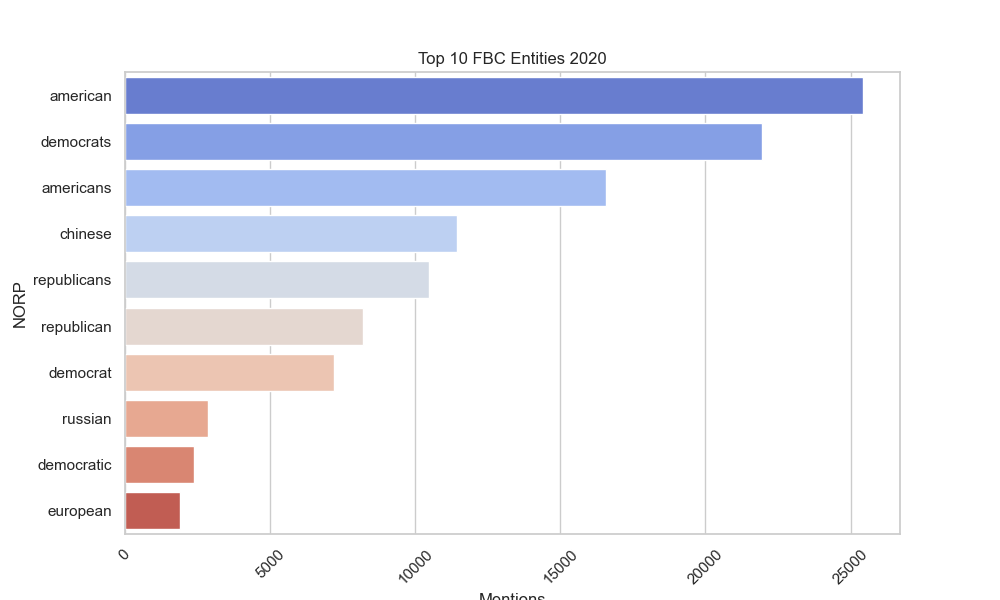 Top 10 FBC Entities 2020
NORP
american
democrats
americans
chinese
republicans
republican
democrat
russian
democratic
european
0
5000
10000
15000
20000
25000
Mentions